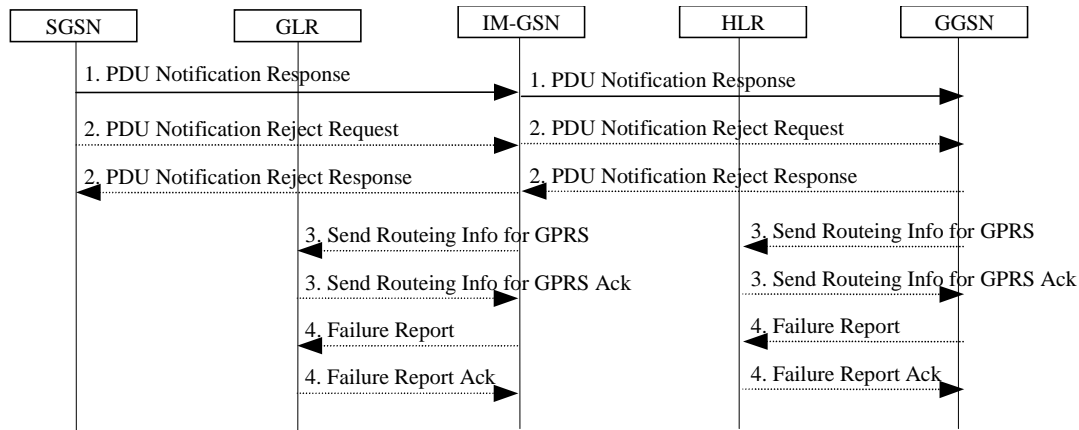 SGSN
GLR
IM-GSN
HLR
GGSN
1. PDU Notification Response
1. PDU Notification Response
2. PDU Notification Reject Request
2. PDU Notification Reject Request
2. PDU Notification Reject Response
2. PDU Notification Reject Response
3. Send Routeing Info for GPRS
3. Send Routeing Info for GPRS
3. Send Routeing Info for GPRS Ack
3. Send Routeing Info for GPRS Ack
4. Failure Report
4. Failure Report
4. Failure Report Ack
4. Failure Report Ack